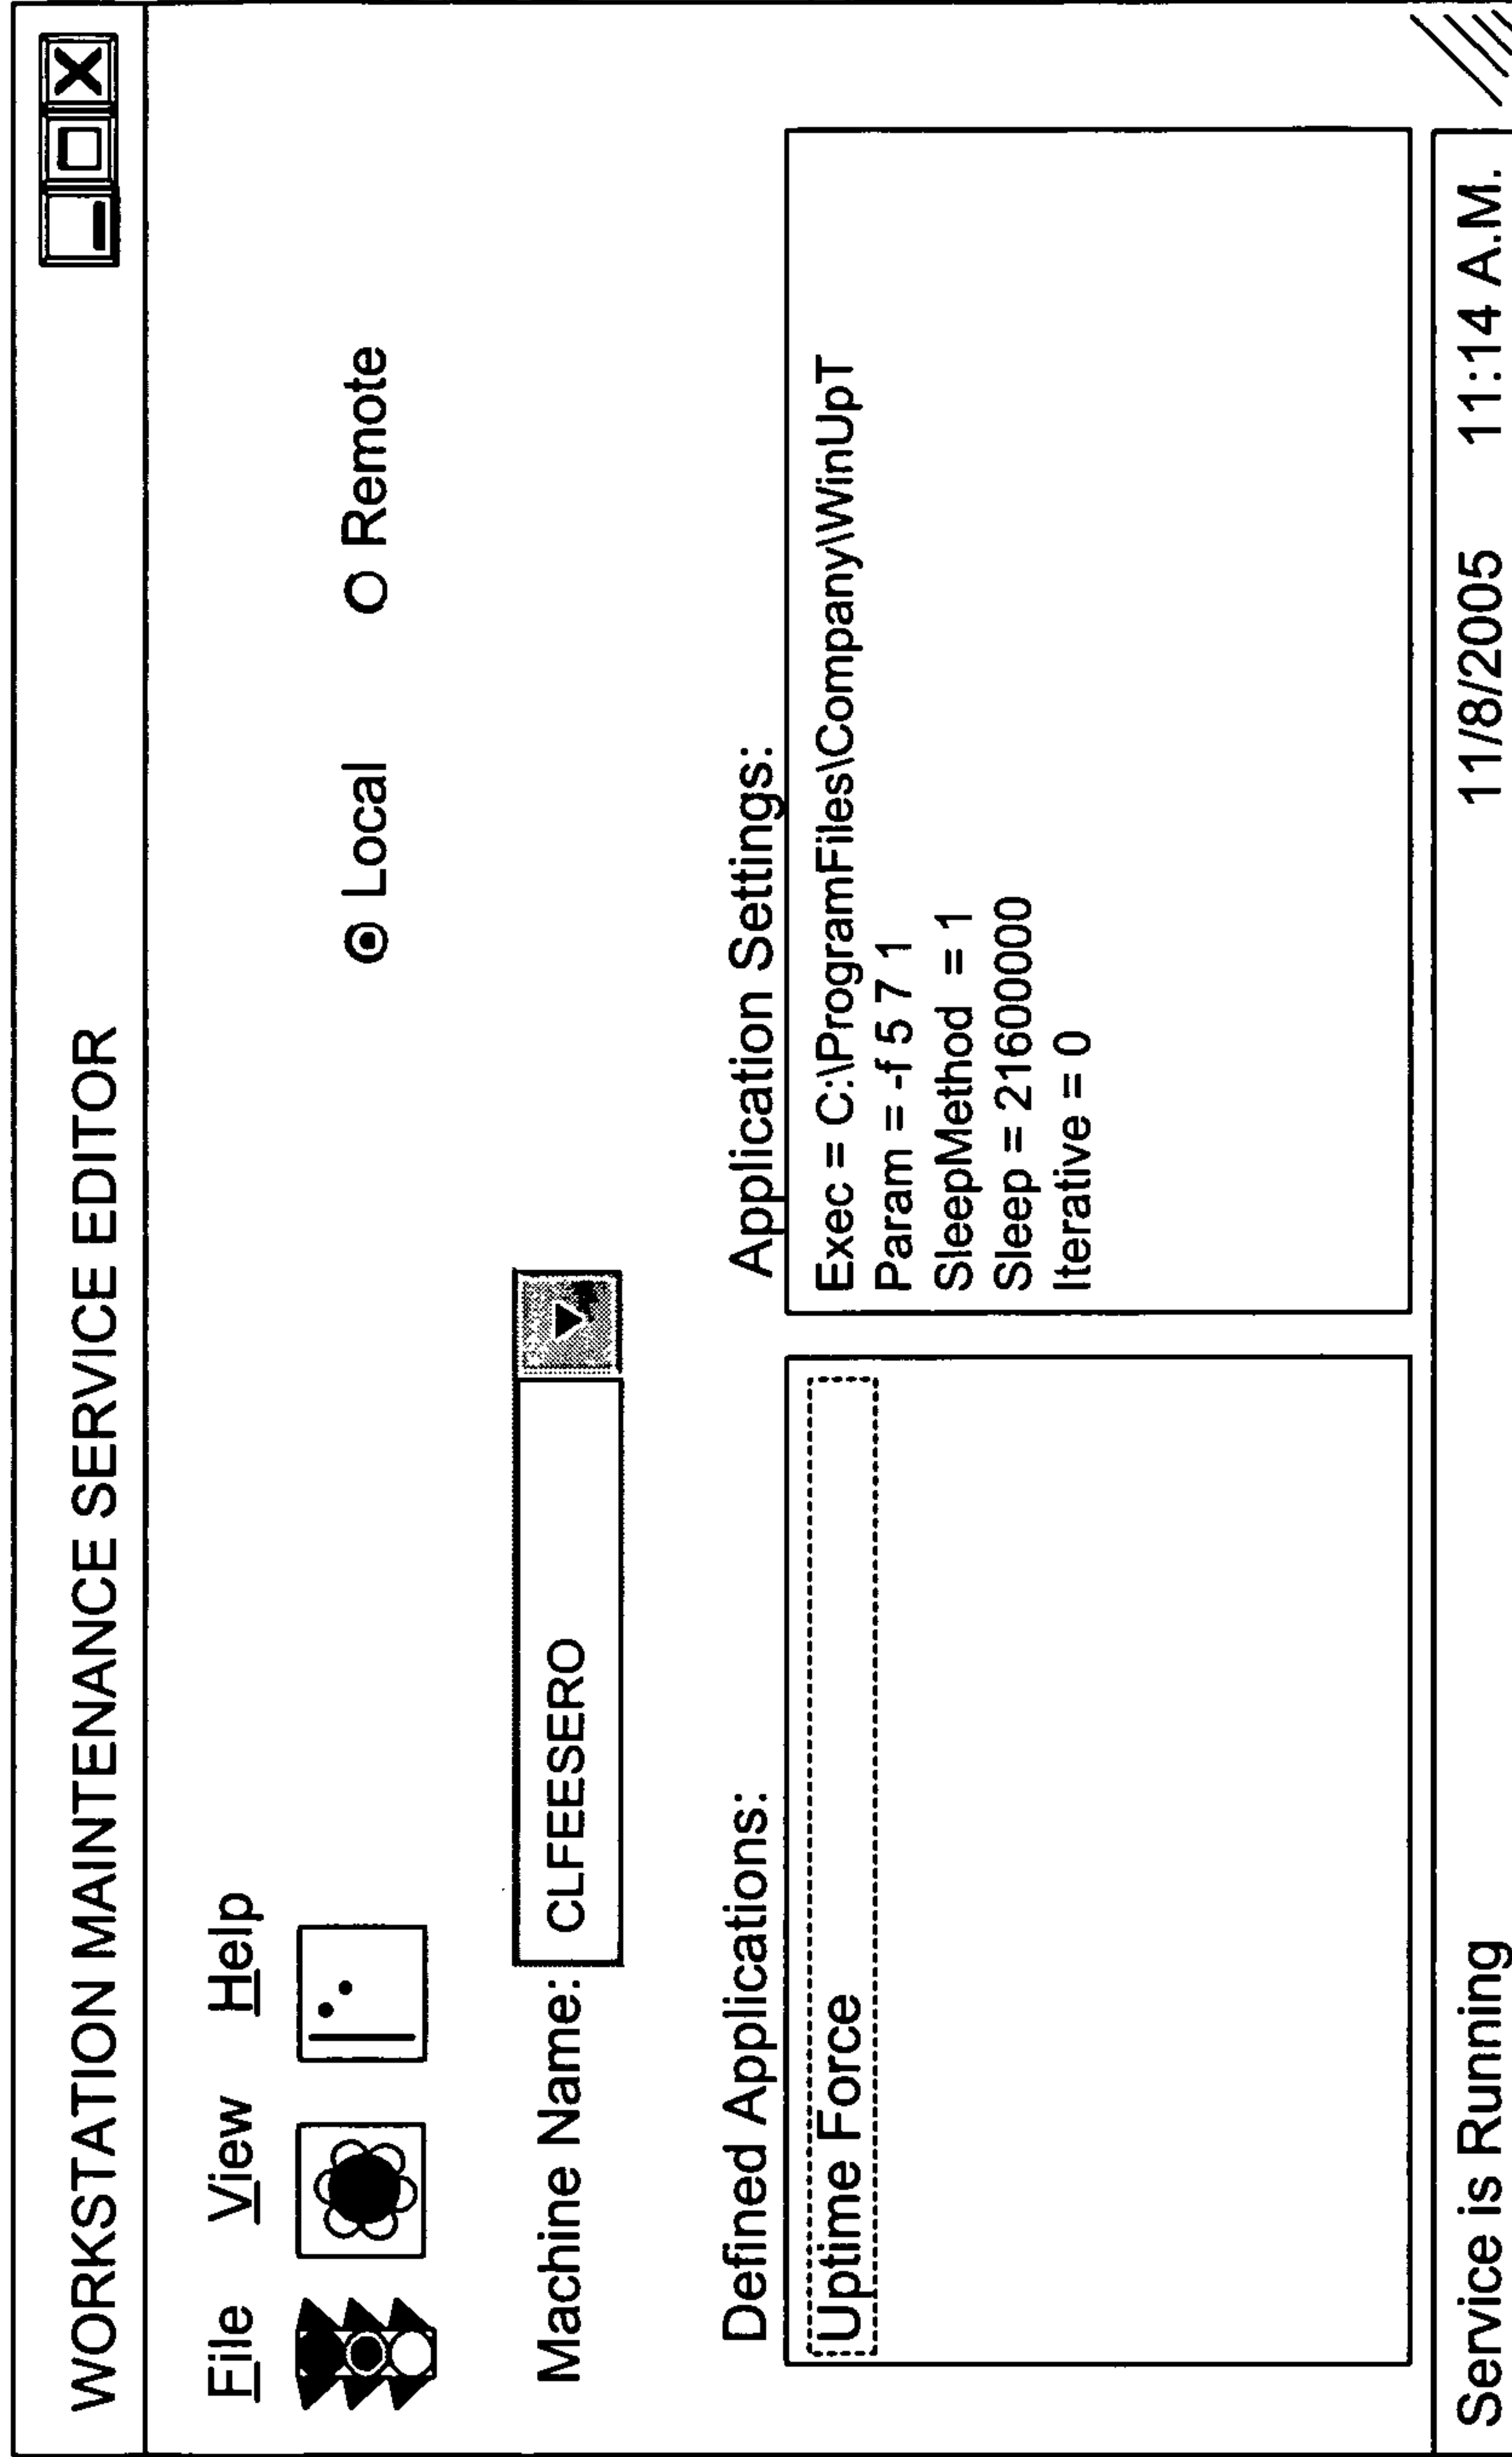 WORKSTATION MAINTENANCE SERVICE EDITOR
File View Help
Local Remote
Machine Name: CLFEESERO
Defined Applications:
Uptime Force
Application Settings:
Exec = C:\ProgramFiles\Company\WinUpT
Param = -f 5 7 1
SleepMethod = 1
Sleep = 21600000
Iterative = 0
Service is Running 11/8/2005 11:14 A.M.